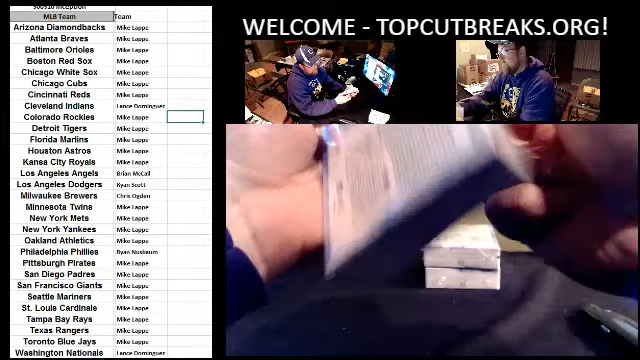 300510 Inception
MLB Team Team
Arizona Diamondbacks Mike Lappe
Atlanta Braves Mike Lappe
Baltimore Orioles Mike Lappe
Boston Red Sox Mike Lappe
Chicago White Sox Mike Lappe
Chicago Cubs Mike Lappe
Cincinnati Reds Mike Lappe
Cleveland Indians Lance Dominguez
Colorado Rockies Mike Lappe
Detroit Tigers Mike Lappe
Florida Marlins Mike Lappe
Houston Astros Mike Lappe
Kansa City Royals Mike Lappe
Los Angeles Angels Brian McCall
Los Angeles Dodgers Ryan Scott
Milwaukee Brewers Chris Ogden
Minnesota Twins Mike Lappe
New York Mets Mike Lappe
New York Yankees Mike Lappe
Oakland Athletics Mike Lappe
Philadelphia Phillies Ryan Nusbeum
Pittsburgh Pirates Mike Lappe
San Diego Padres Mike Lappe
San Francisco Giants Mike Lappe
Seattle Mariners Mike Lappe
St. Louis Cardinals Mike Lappe
Tampa Bay Rays Mike Lappe
Texas Rangers Mike Lappe
Toronto Blue Jays Mike Lappe
Washington Nationals Lance Dominguez
WELCOME - TOPCUTBREAKS.ORG!